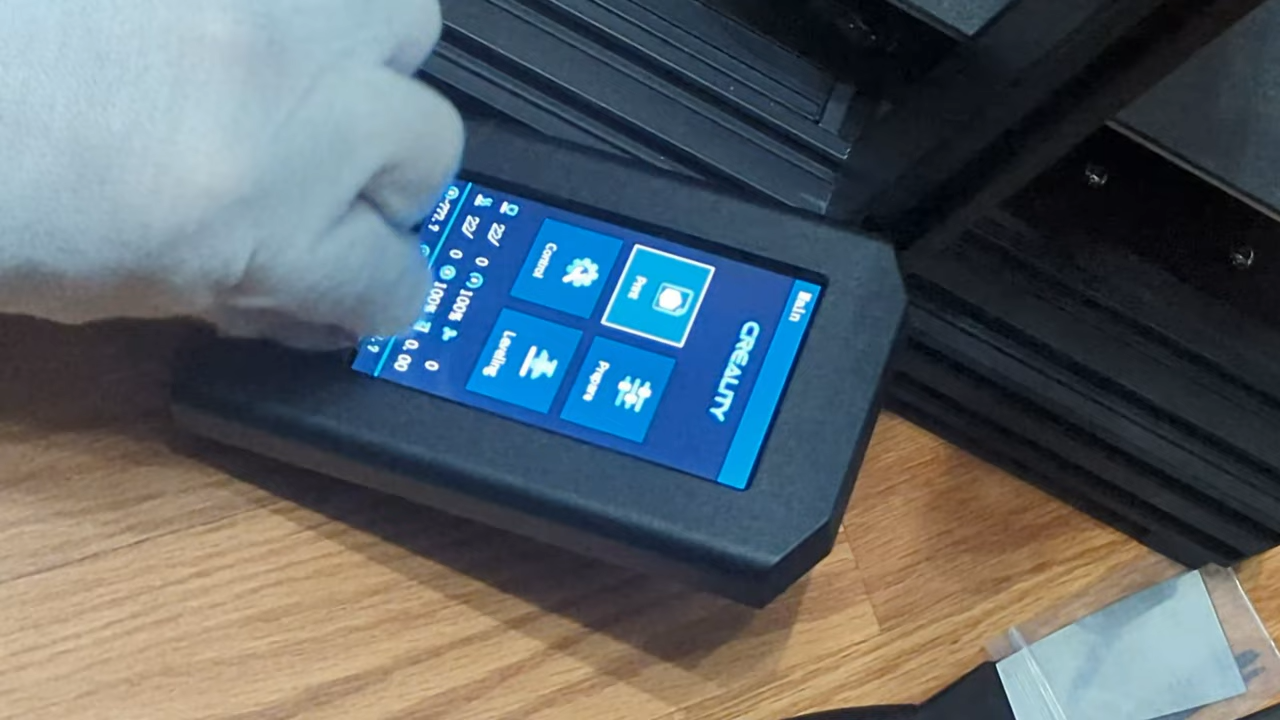 Main
CREALITY
Print Prepare
Control Leveling
22/ 0 100% 0
22/ 0 100% 0.00